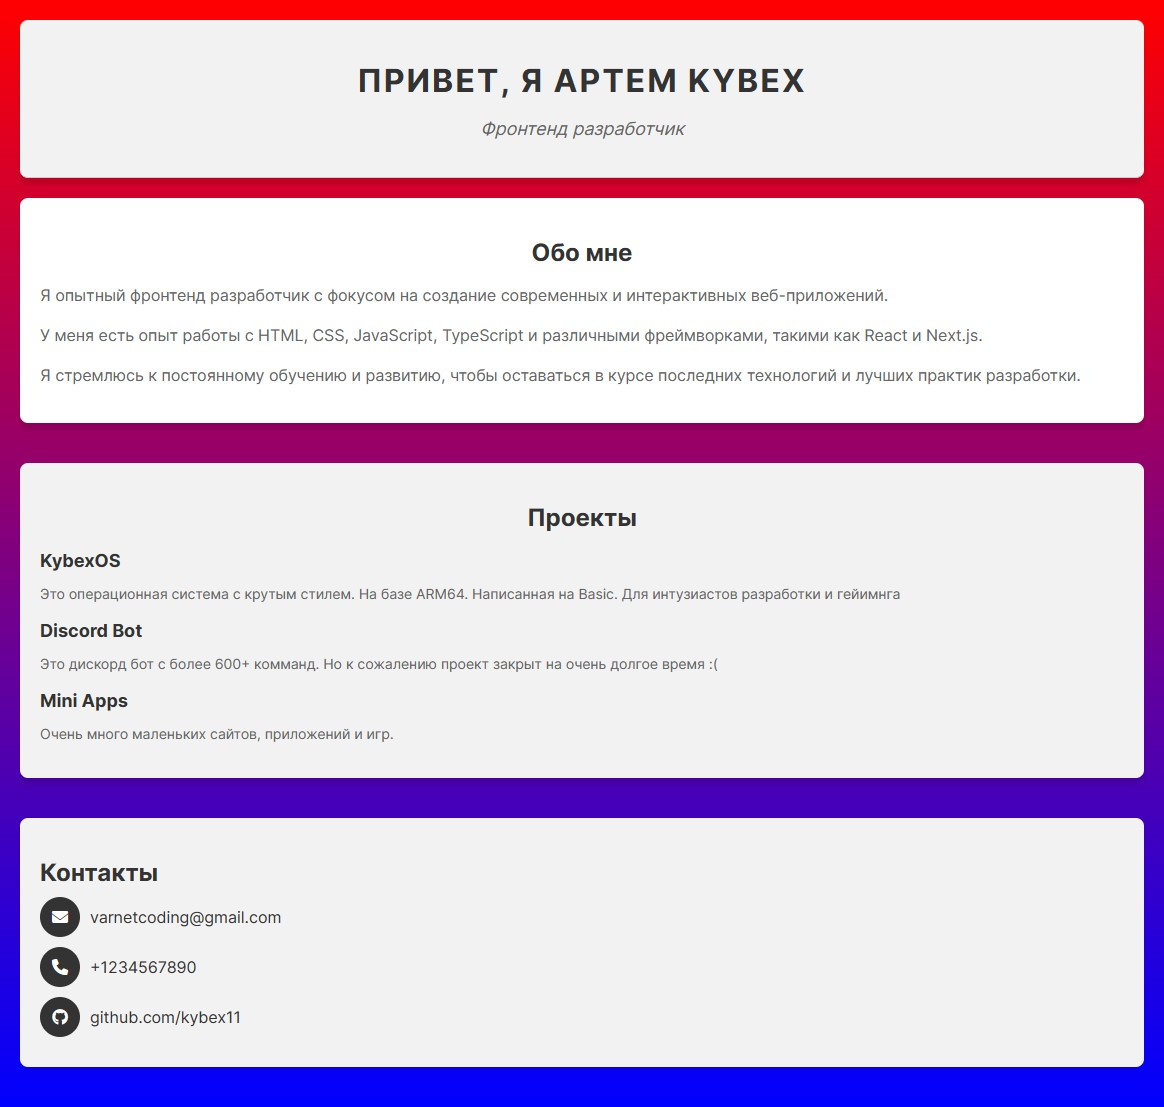 ПРИВЕТ, Я АРТЕМ KYBEX
Фронтенд разработчик
Обо мне
Я опытный фронтенд разработчик с фокусом на создание современных и интерактивных веб-приложений.
У меня есть опыт работы с HTML, CSS, JavaScript, TypeScript и различными фреймворками, такими как React и Next.js.
Я стремлюсь к постоянному обучению и развитию, чтобы оставаться в курсе последних технологий и лучших практик разработки.
Проекты
KybexOS
Это операционная система с крутым стилем. На базе ARM64. Написанная на Basic. Для интузиастов разработки и гейимнга
Discord Bot
Это дискорд бот с более 600+ комманд. Но к сожалению проект закрыт на очень долгое время :(
Mini Apps
Очень много маленьких сайтов, приложений и игр.
Контакты
varnetcoding@gmail.com
+1234567890
github.com/kybex11